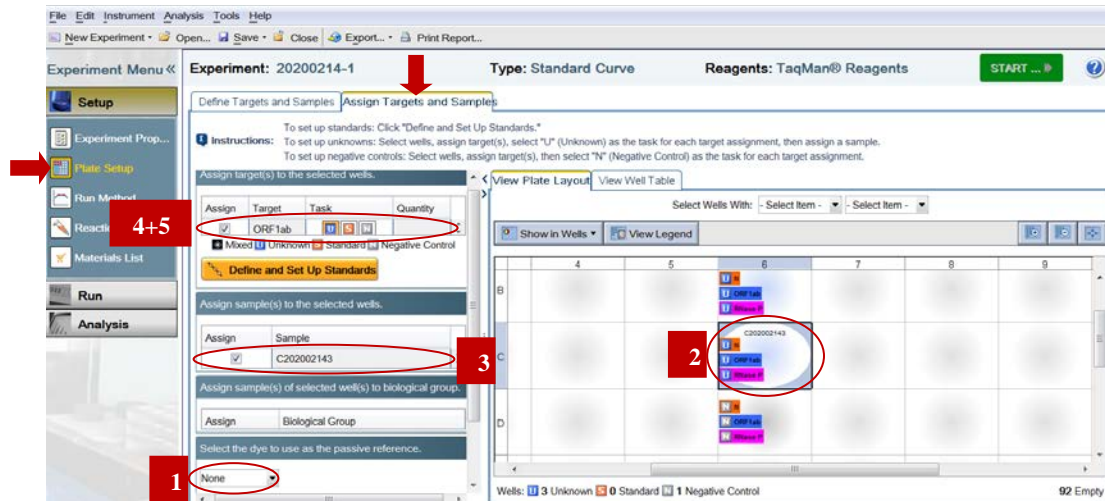 File Edit Instrument Analysis Tools Help
New Experiment Open... Save Close Export... Print Report...
Experiment Menu «
Experiment: 20200214-1 Type: Standard Curve Reagents: TaqMan® Reagents START ...
Setup
Define Targets and Samples Assign Targets and Samples
Instructions:
To set up standards: Click "Define and Set Up Standards."
To set up unknowns: Select wells, assign target(s), select "U" (Unknown) as the task for each target assignment, then assign a sample.
To set up negative controls: Select wells, assign target(s), then select "N" (Negative Control) as the task for each target assignment.
Experiment Prop...
Plate Setup
Run Method
Reactio
Materials List
Run
Analysis
Assign target(s) to the selected wells.
Assign Target Task Quantity
ORF1ab U S N
Mixed U Unknown S Standard N Negative Control
Define and Set Up Standards
Assign sample(s) to the selected wells.
Assign Sample
C202002143
Assign sample(s) of selected well(s) to biological group.
Assign Biological Group
Select the dye to use as the passive reference.
None
4+5
3
1
View Plate Layout View Well Table
Select Wells With: - Select Item - - Select Item -
Show in Wells View Legend
4 5 6 7 8 9
B
U N
U ORF1ab
U RNase P
C
C202002143
U N
U ORF1ab
U RNase P
2
D
N N
N ORF1ab
N RNase P
Wells: U 3 Unknown S 0 Standard N 1 Negative Control 92 Empty